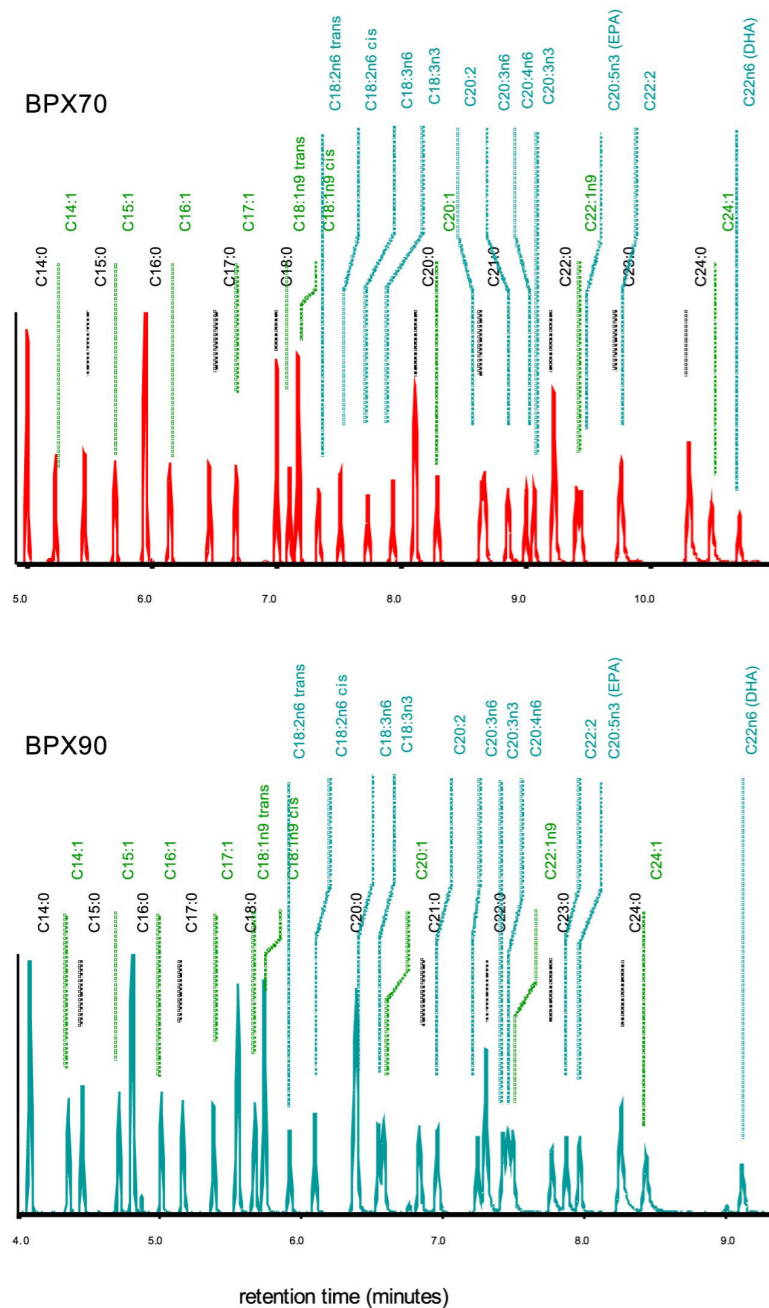 BPX70
C14:0
C14:1
C15:0
C15:1
C16:0
C16:1
C17:0
C17:1
C18:0
C18:1n9 trans
C18:1n9 cis
C18:2n6 trans
C18:2n6 cis
C18:3n6
C18:3n3
C20:0
C20:1
C20:2
C21:0
C20:3n6
C20:4n6
C20:3n3
C22:0
C22:1n9
C20:5n3 (EPA)
C22:2
C24:0
C24:1
C22n6 (DHA)
5.0 6.0 7.0 8.0 9.0 10.0
BPX90
C14:0
C14:1
C15:0
C15:1
C16:0
C16:1
C17:0
C17:1
C18:0
C18:1n9 trans
C18:1n9 cis
C18:2n6 trans
C18:2n6 cis
C20:0
C18:3n6
C18:3n3
C20:1
C21:0
C20:2
C20:3n6
C22:0
C20:3n3
C20:4n6
C22:1n9
C23:0
C22:2
C20:5n3 (EPA)
C24:0
C24:1
C22n6 (DHA)
4.0 5.0 6.0 7.0 8.0 9.0
retention time (minutes)